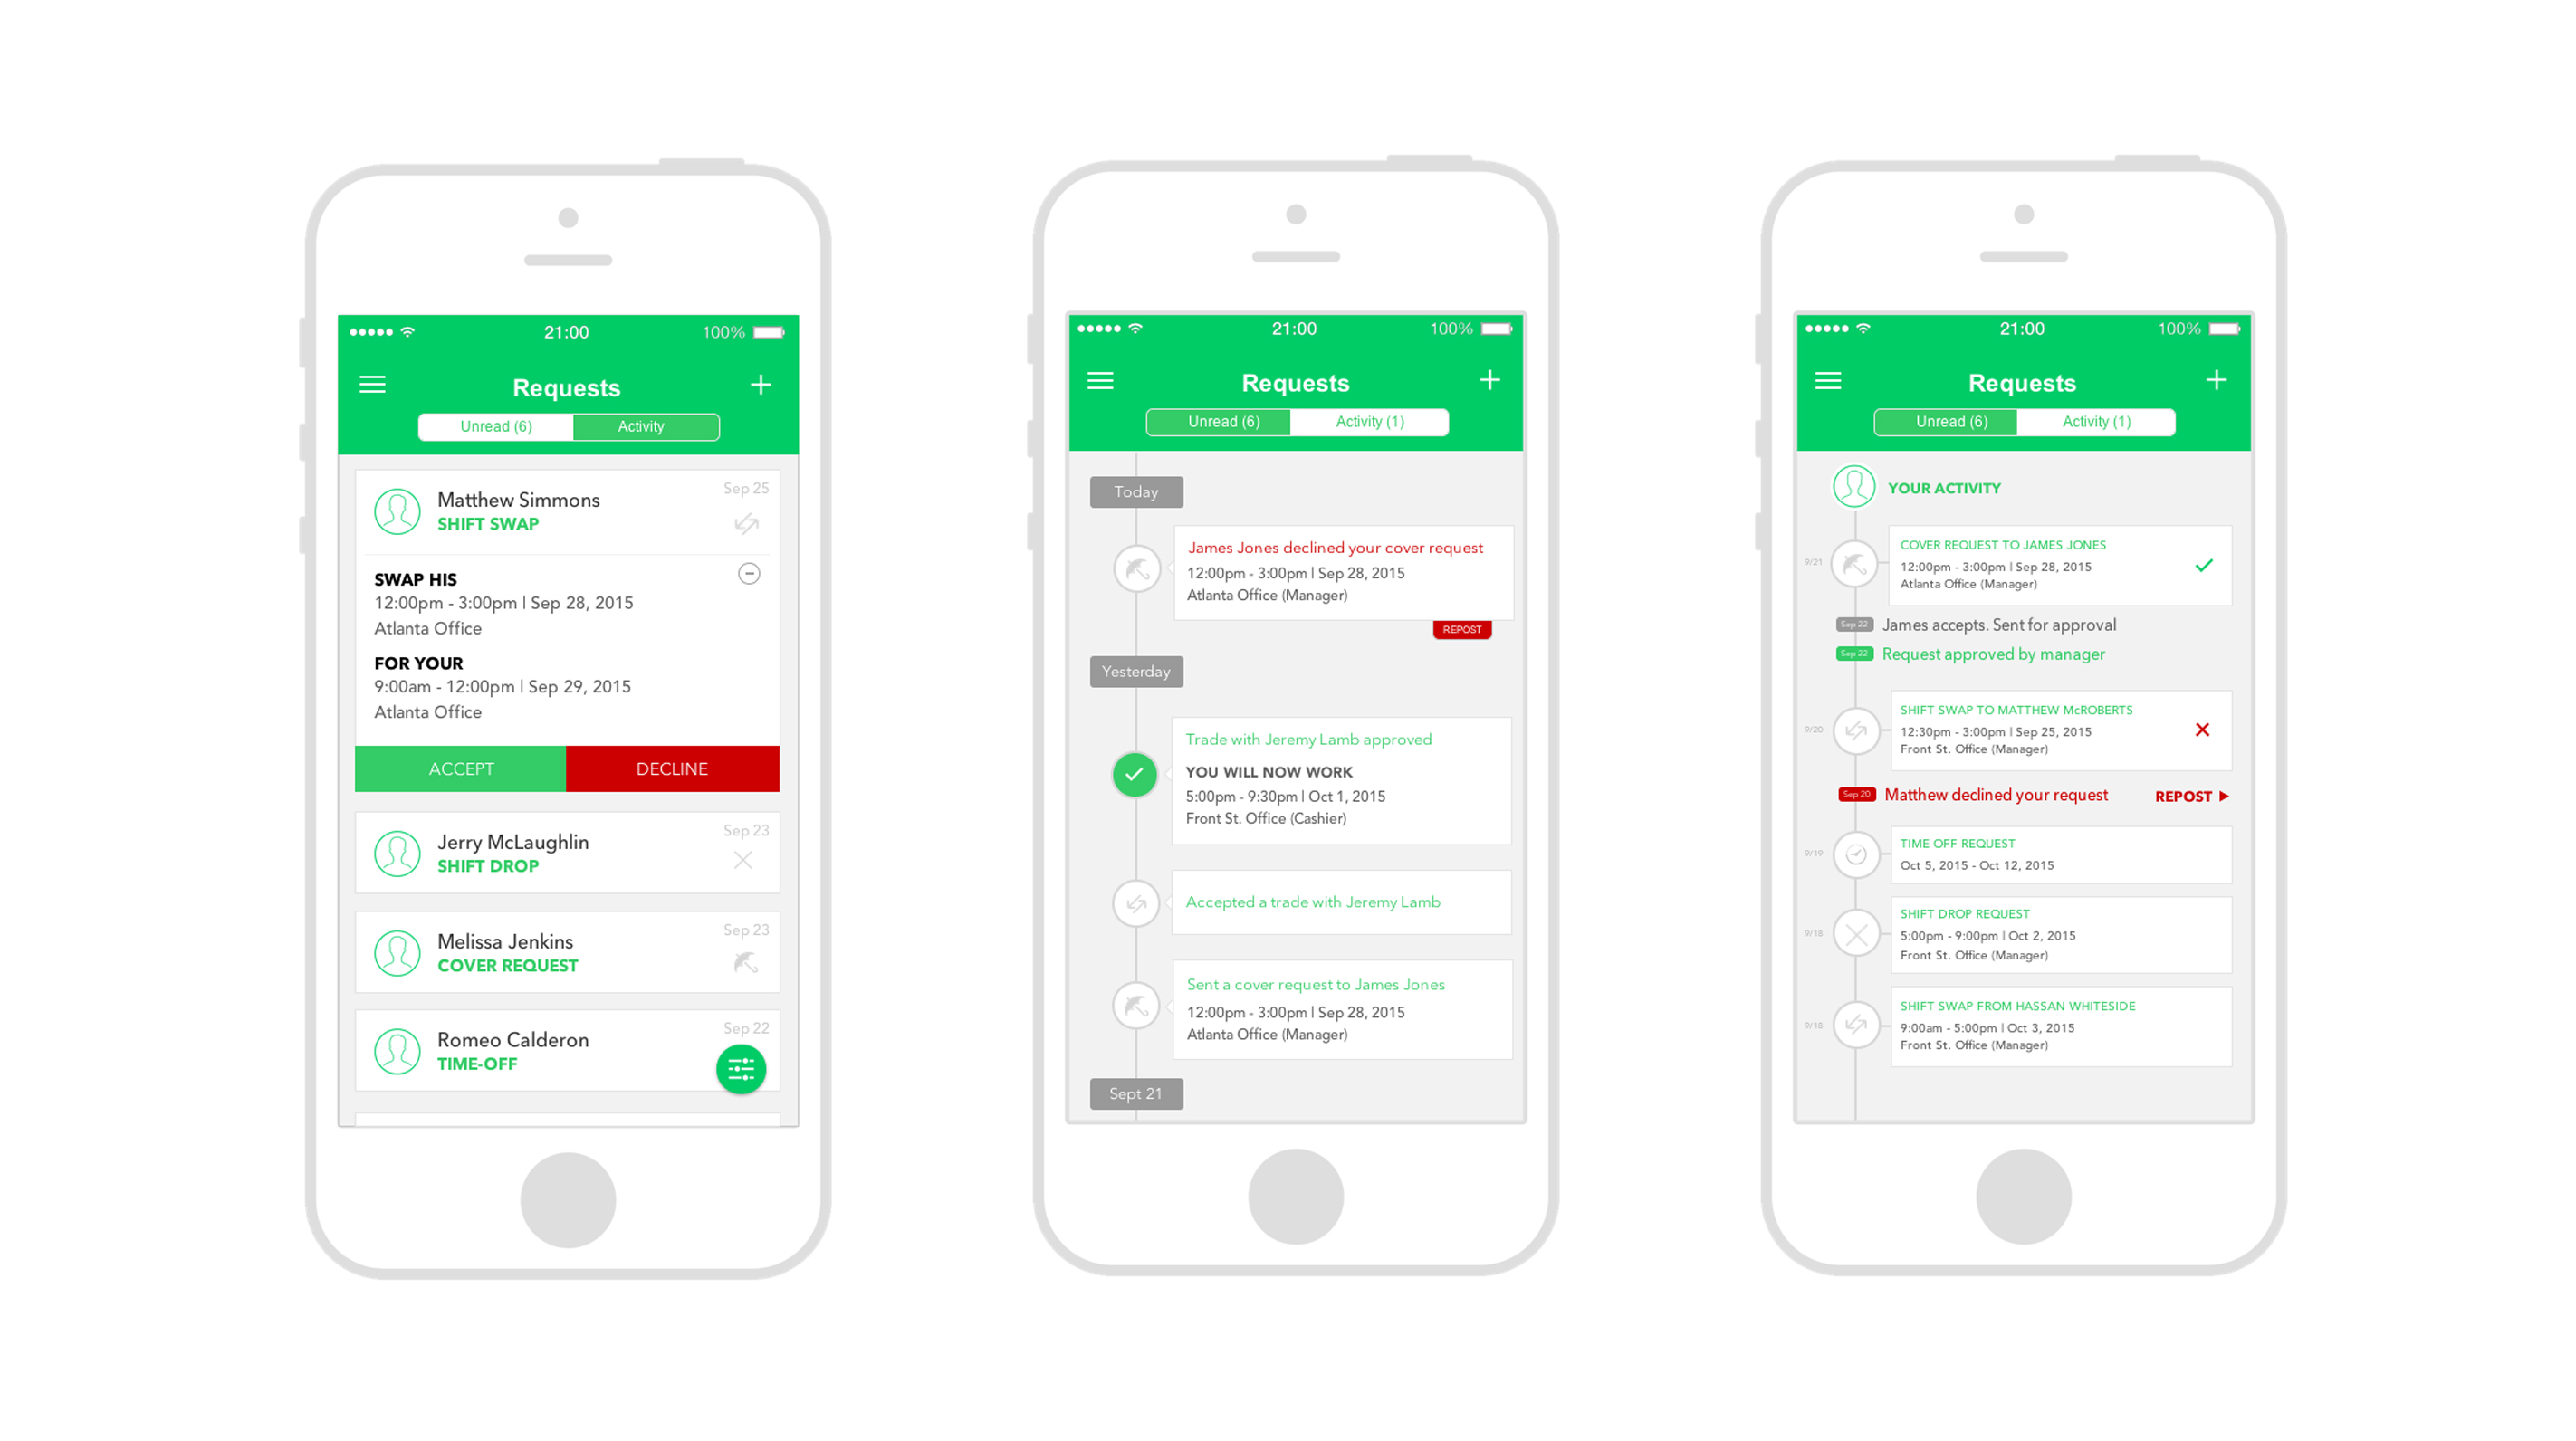 21:00
100%
Requests
Unread (6)
Activity
Matthew Simmons
Sep 25
SHIFT SWAP
SWAP HIS
12:00pm - 3:00pm | Sep 28, 2015
Atlanta Office
FOR YOUR
9:00am - 12:00pm | Sep 29, 2015
Atlanta Office
ACCEPT
DECLINE
Jerry McLaughlin
Sep 23
SHIFT DROP
Melissa Jenkins
Sep 23
COVER REQUEST
Romeo Calderon
Sep 22
TIME-OFF
21:00
100%
Requests
Unread (6)
Activity (1)
Today
James Jones declined your cover request
12:00pm - 3:00pm | Sep 28, 2015
Atlanta Office (Manager)
REPOST
Yesterday
Trade with Jeremy Lamb approved
YOU WILL NOW WORK
5:00pm - 9:30pm | Oct 1, 2015
Front St. Office (Cashier)
Accepted a trade with Jeremy Lamb
Sent a cover request to James Jones
12:00pm - 3:00pm | Sep 28, 2015
Atlanta Office (Manager)
Sept 21
21:00
100%
Requests
Unread (6)
Activity (1)
YOUR ACTIVITY
9/21
COVER REQUEST TO JAMES JONES
12:00pm - 3:00pm | Sep 28, 2015
Atlanta Office (Manager)
Sep 22 James accepts. Sent for approval
Sep 22 Request approved by manager
9/20
SHIFT SWAP TO MATTHEW McROBERTS
12:30pm - 3:00pm | Sep 25, 2015
Front St. Office (Manager)
Sep 20 Matthew declined your request REPOST
9/19
TIME OFF REQUEST
Oct 5, 2015 - Oct 12, 2015
9/18
SHIFT DROP REQUEST
5:00pm - 9:00pm | Oct 2, 2015
Front St. Office (Manager)
9/18
SHIFT SWAP FROM HASSAN WHITESIDE
9:00am - 5:00pm | Oct 3, 2015
Front St. Office (Manager)